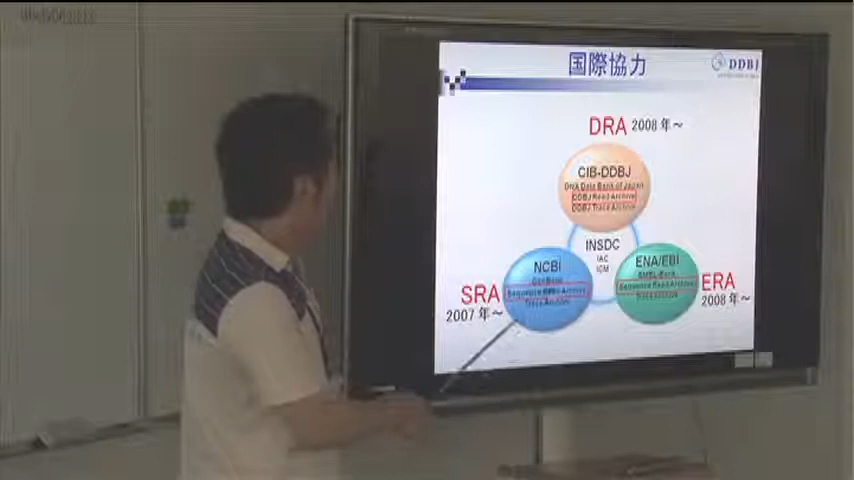 国際協力
DDBJ
DRA 2008年～
CIB-DDBJ
DNA Data Bank of Japan
DDBJ Read Archive
DDBJ Trace Archive
INSDC
IAC
ICM
NCBI
GenBank
Sequence Read Archive
Trace Archive
SRA
2007年～
ENA/EBI
EMBL-Bank
Sequence Read Archive
Trace Archive
ERA
2008年～